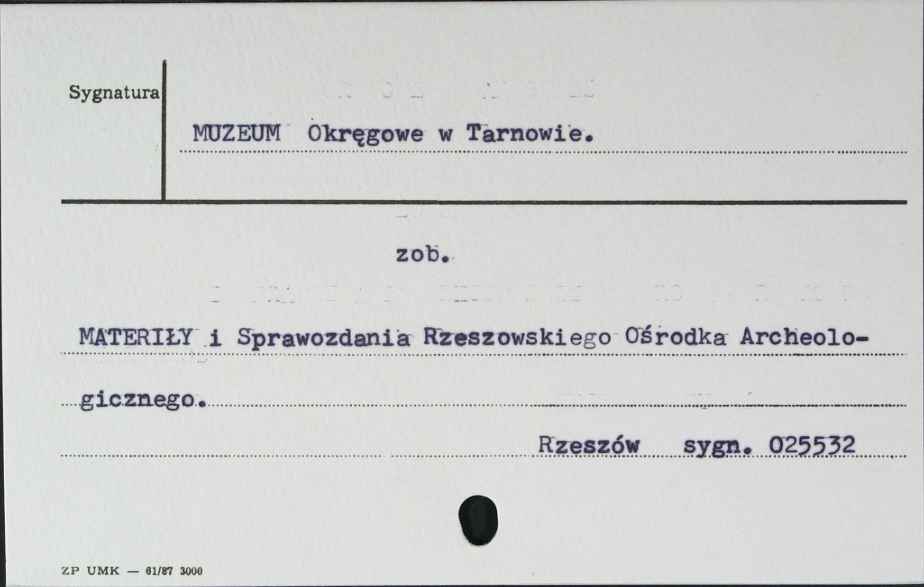 Sygnatura
MUZEUM Okręgowe w Tarnowie.
zob.
MATERIŁY i Sprawozdania Rzeszowskiego Ośrodka Archeolo-
gicznego.
Rzeszów sygn. 025532
ZP UMK — 61/87 3000